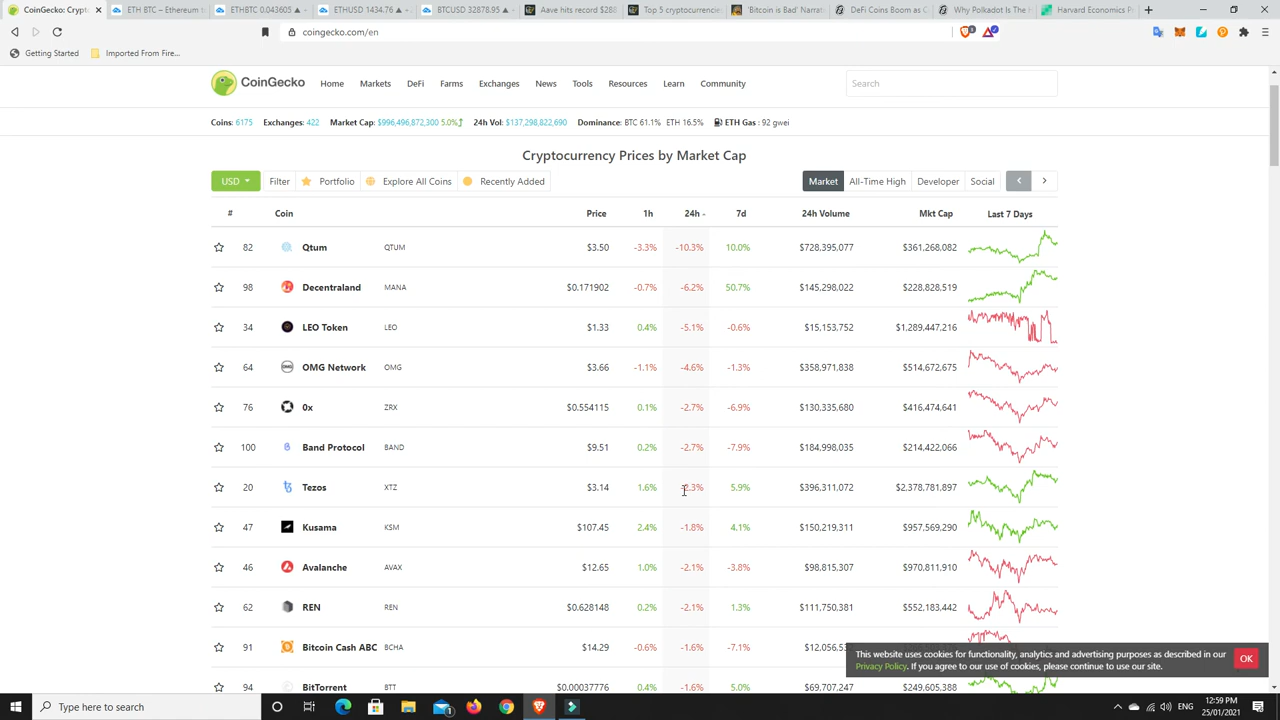 CoinGecko: Crypt
ETH BTC – Ethereum t
ETHBTC 0.043605 ▲
ETHUSD 1434.76 ▲
BTCUSD 32878.95 ▲
Aave hits record $288
Top 5 cryptocurrencie
'Bitcoin is Bad' Narrat
DeFi Coins Boom as C
Why Polkadot Is The
Harvard Economics Pr
coingecko.com/en
Getting Started
Imported From Fire...
CoinGecko Home Markets DeFi Farms Exchanges News Tools Resources Learn Community Search
Coins: 6175 Exchanges: 422 Market Cap: $996,496,872,300 5.0% 24h Vol: $137,298,822,690 Dominance: BTC 61.1% ETH 16.5% ETH Gas : 92 gwei
Cryptocurrency Prices by Market Cap
USD Filter Portfolio Explore All Coins Recently Added Market All-Time High Developer Social
# Coin Price 1h 24h 7d 24h Volume Mkt Cap Last 7 Days
82 Qtum QTUM $3.50 -3.3% -10.3% 10.0% $728,395,077 $361,268,082
98 Decentraland MANA $0.171902 -0.7% -6.2% 50.7% $145,298,022 $228,828,519
34 LEO Token LEO $1.33 0.4% -5.1% -0.6% $15,153,752 $1,289,447,216
64 OMG Network OMG $3.66 -1.1% -4.6% -1.3% $358,971,838 $514,672,675
76 0x ZRX $0.554115 0.1% -2.7% -6.9% $130,335,680 $416,474,641
100 Band Protocol BAND $9.51 0.2% -2.7% -7.9% $184,998,035 $214,422,066
20 Tezos XTZ $3.14 1.6% -2.3% 5.9% $396,311,072 $2,378,781,897
47 Kusama KSM $107.45 2.4% -1.8% 4.1% $150,219,311 $957,569,290
46 Avalanche AVAX $12.65 1.0% -2.1% -3.8% $98,815,307 $970,811,910
62 REN REN $0.628148 0.2% -2.1% 1.3% $111,750,381 $552,183,442
91 Bitcoin Cash ABC BCHA $14.29 -0.6% -1.6% -7.1% $12,056,53
94 BitTorrent BTT $0.00037776 0.4% -1.6% 5.0% $69,707,247 $249,605,388
This website uses cookies for functionality, analytics and advertising purposes as described in our
Privacy Policy. If you agree to our use of cookies, please continue to use our site.
OK
Type here to search
ENG
12:59 PM
25/01/2021